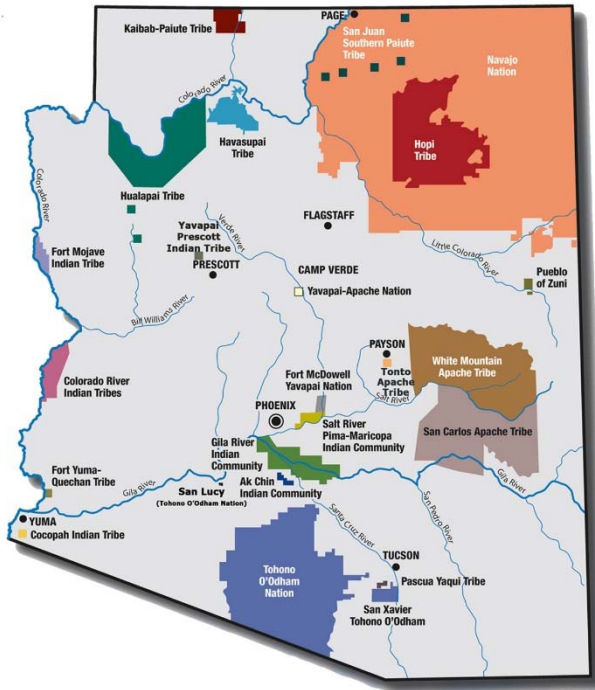 Kaibab-Paiute Tribe
PAGE
San Juan
Southern Paiute
Tribe
Navajo
Nation
Colorado River
Havasupai
Tribe
Hopi
Tribe
Hualapai Tribe
Colorado River
Yavapai
Prescott
Indian Tribe
PRESCOTT
Verde River
FLAGSTAFF
Little Colorado River
Fort Mojave
Indian Tribe
CAMP VERDE
Yavapai-Apache Nation
Pueblo
of Zuni
Bill Williams River
PAYSON
Tonto
Apache
Tribe
White Mountain
Apache Tribe
Colorado River
Indian Tribes
Fort McDowell
Yavapai Nation
Salt River
PHOENIX
Salt River
Pima-Maricopa
Indian Community
San Carlos Apache Tribe
Gila River
Indian
Community
Ak Chin
Indian Community
Fort Yuma-
Quechan Tribe
Gila River
San Lucy
(Tohono O'Odham Nation)
Gila River
Santa Cruz River
San Pedro River
YUMA
Cocopah Indian Tribe
TUCSON
Tohono
O'Odham
Nation
Pascua Yaqui Tribe
San Xavier
Tohono O'Odham